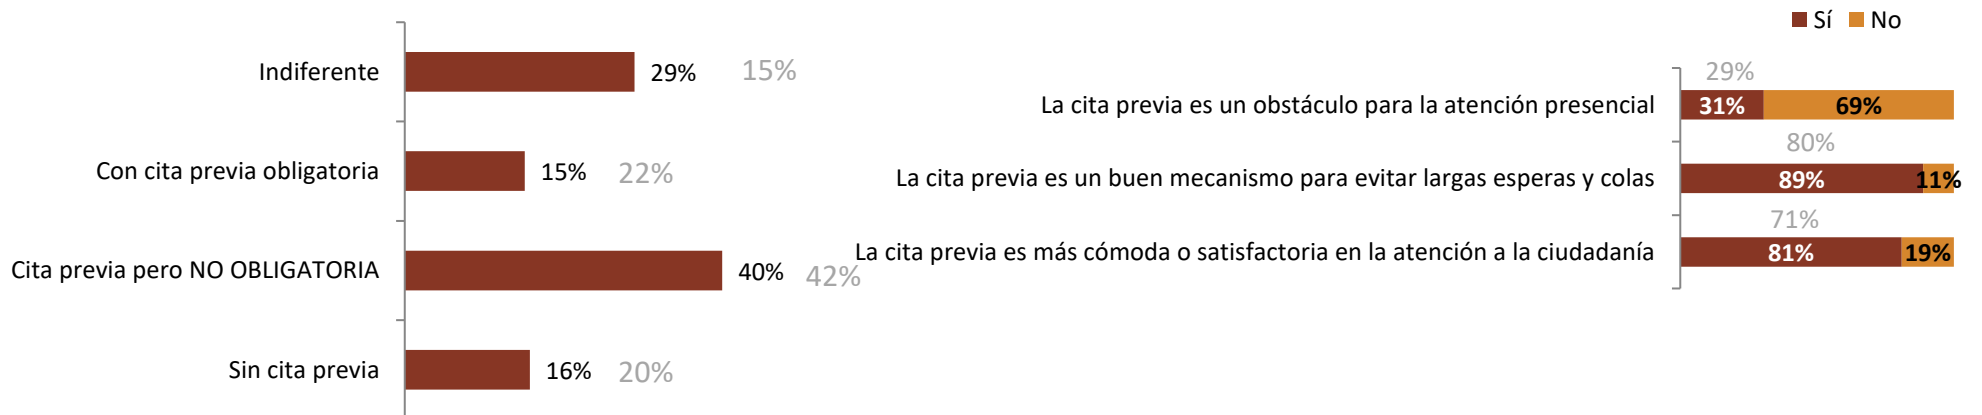 Indiferente 29% 15%
Con cita previa obligatoria 15% 22%
Cita previa pero NO OBLIGATORIA 40% 42%
Sin cita previa 16% 20%
Sí No
29%
La cita previa es un obstáculo para la atención presencial 31% 69%
80%
La cita previa es un buen mecanismo para evitar largas esperas y colas 89% 11%
71%
La cita previa es más cómoda o satisfactoria en la atención a la ciudadanía 81% 19%